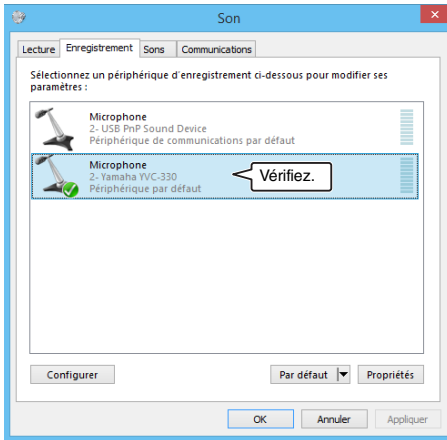 Son
Lecture Enregistrement Sons Communications
Sélectionnez un périphérique d'enregistrement ci-dessous pour modifier ses
paramètres :
Microphone
2- USB PnP Sound Device
Périphérique de communications par défaut
Microphone
2- Yamaha YVC-330
Périphérique par défaut
Vérifiez.
Configurer Par défaut Propriétés
OK Annuler Appliquer